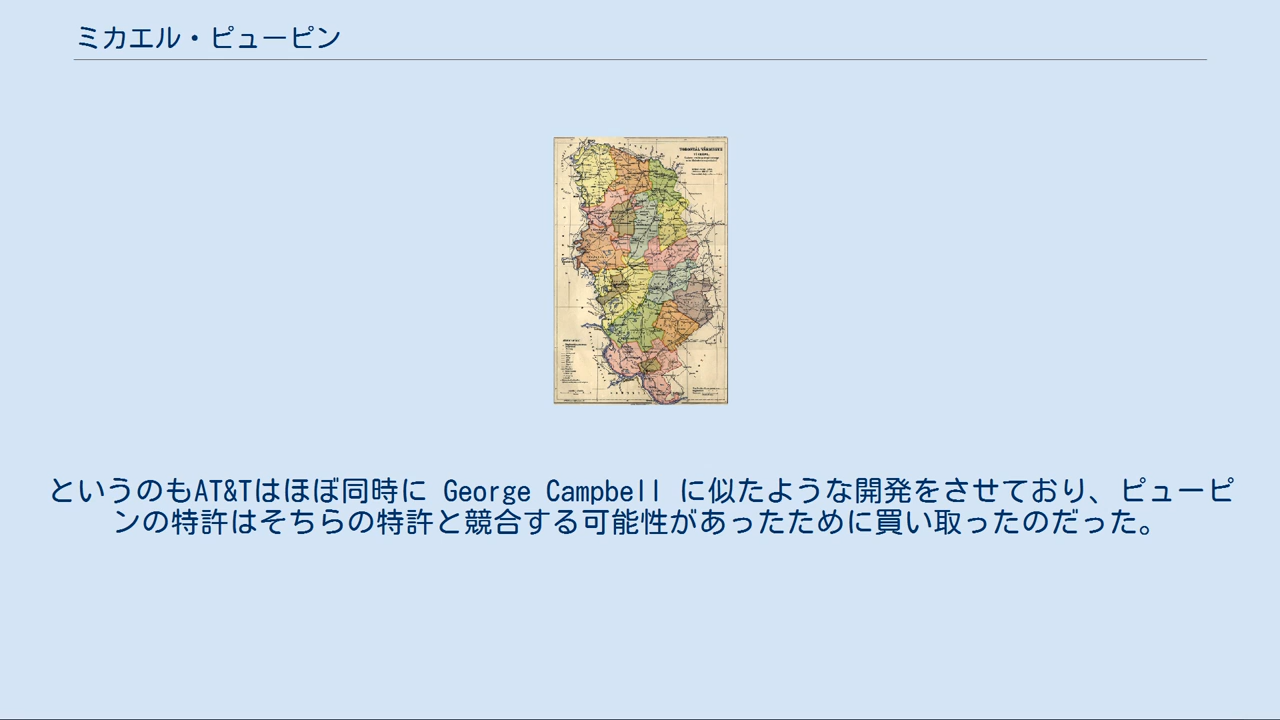 ミカエル・ピューピン
TORONTÁL VÁRMEGYE
というのもAT&Tはほぼ同時に George Campbell に似たような開発をさせており、ピューピ
ンの特許はそちらの特許と競合する可能性があったために買い取ったのだった。